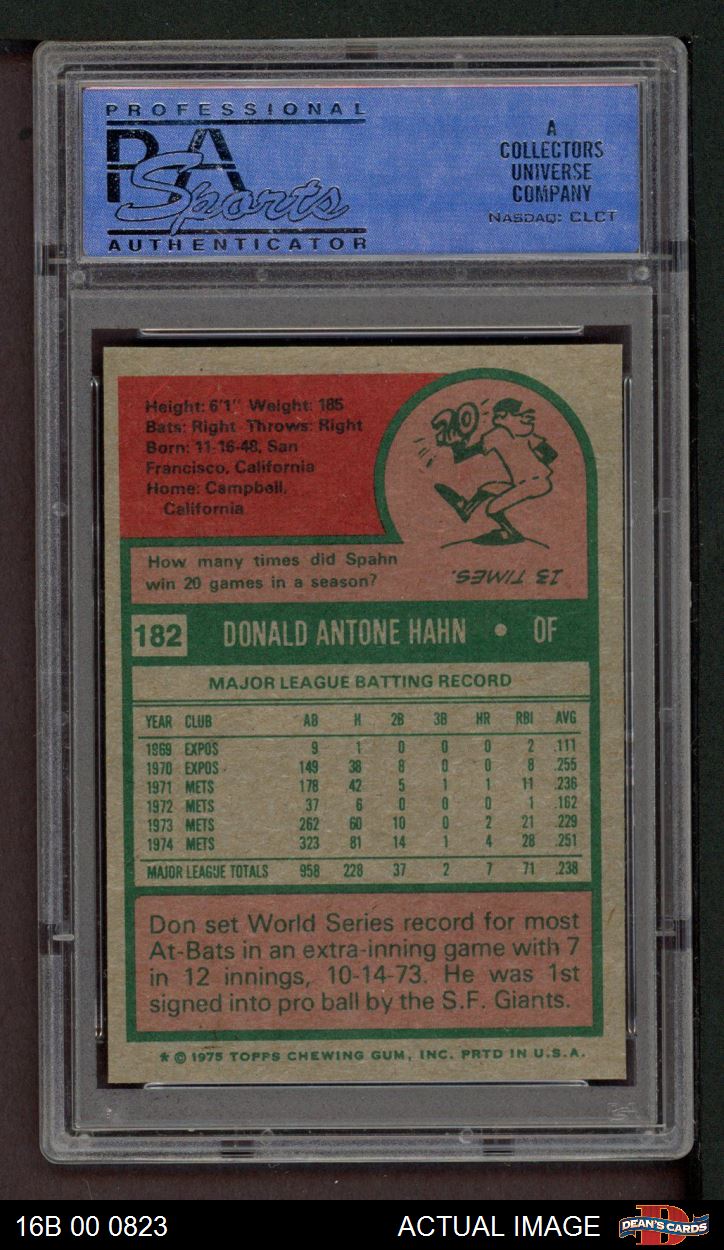 PROFESSIONAL
PSA
Sports
AUTHENTICATOR
A
COLLECTORS
UNIVERSE
COMPANY
NASDAQ: CLCT
Height: 6'1" Weight: 185
Bats: Right Throws: Right
Born: 11-16-48, San
Francisco, California
Home: Campbell,
California
20
How many times did Spahn
win 20 games in a season?
13 TIMES.
182 DONALD ANTONE HAHN • OF
MAJOR LEAGUE BATTING RECORD
YEAR CLUB AB H 2B 3B HR RBI AVG
1969 EXPOS 9 1 0 0 0 2 .111
1970 EXPOS 149 38 8 0 0 8 .255
1971 METS 178 42 5 1 1 11 .236
1972 METS 37 6 0 0 0 1 .162
1973 METS 262 60 10 0 2 21 .229
1974 METS 323 81 14 1 4 28 .251
MAJOR LEAGUE TOTALS 958 228 37 2 7 71 .238
Don set World Series record for most
At-Bats in an extra-inning game with 7
in 12 innings, 10-14-73. He was 1st
signed into pro ball by the S.F. Giants.
* © 1975 TOPPS CHEWING GUM, INC. PRTD IN U.S.A.
16B 00 0823 ACTUAL IMAGE DEAN'S CARDS